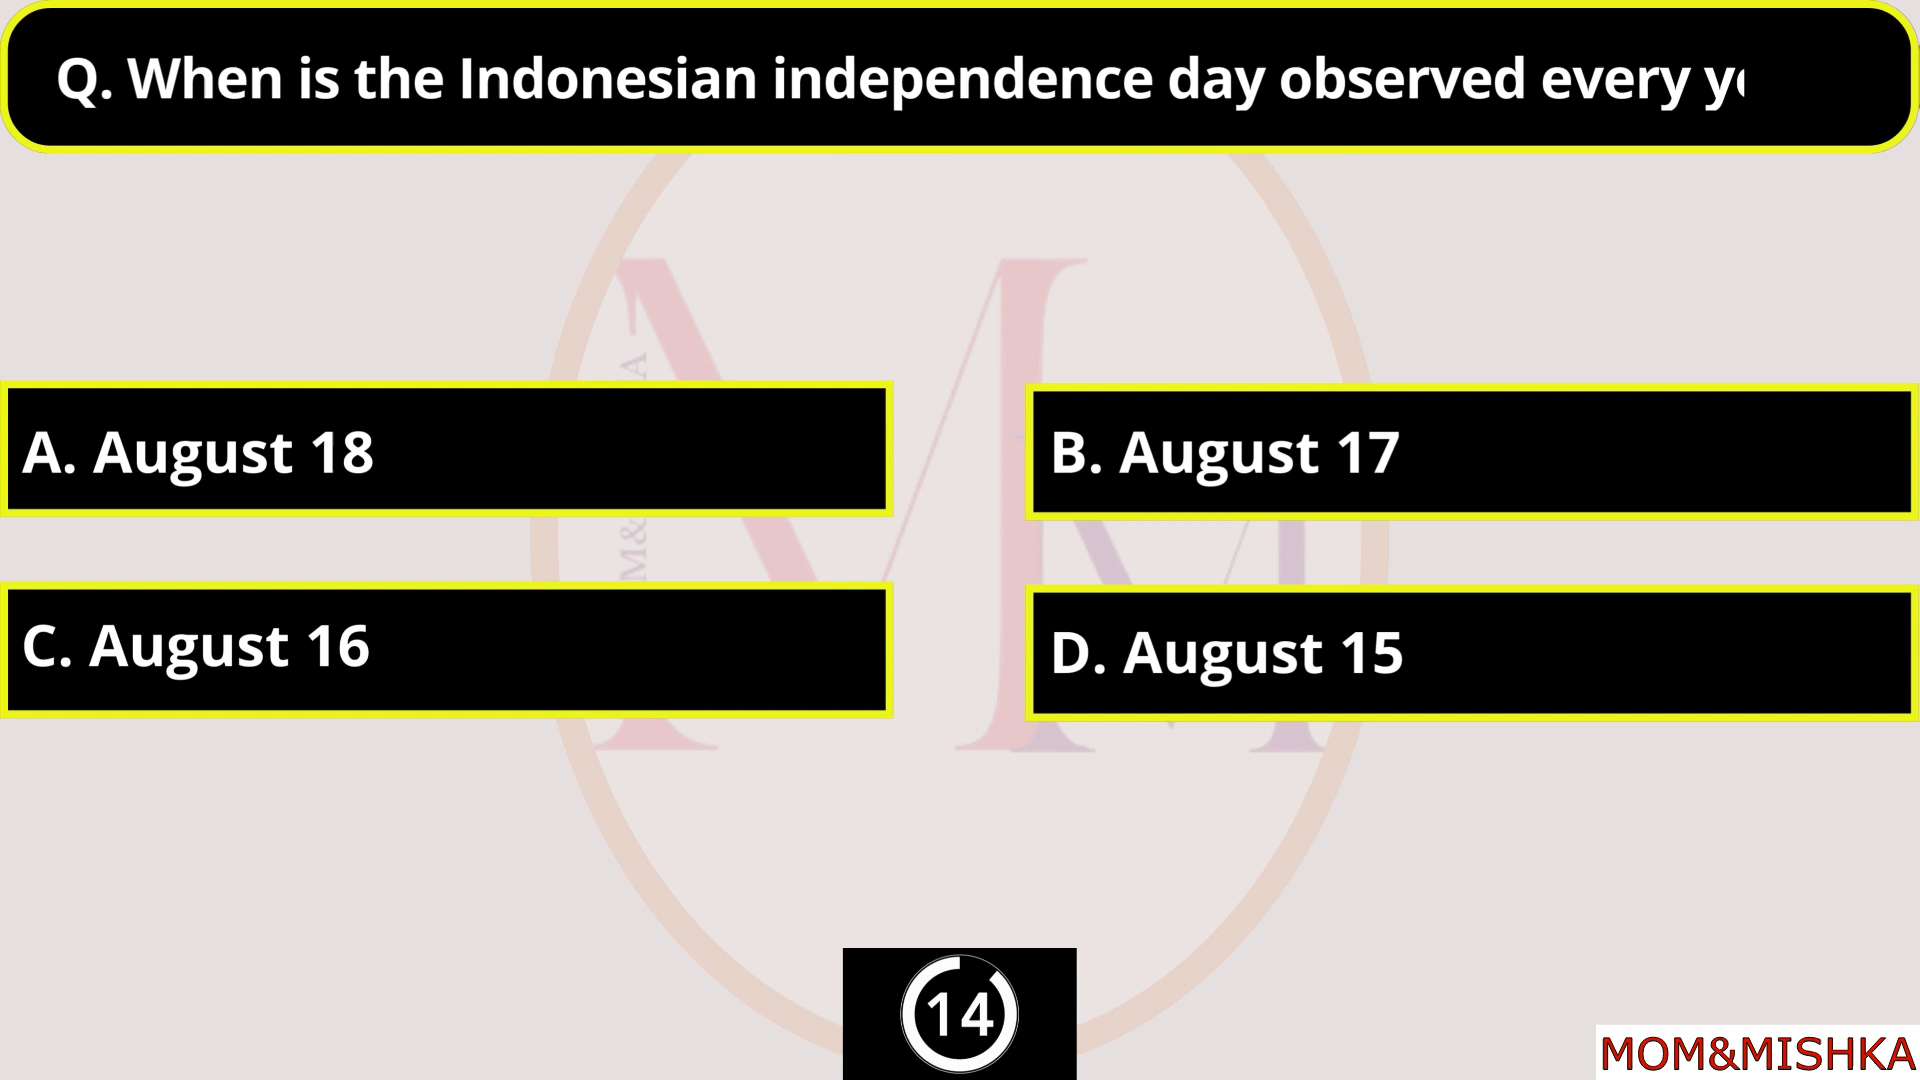 Q. When is the Indonesian independence day observed every
A. August 18
B. August 17
C. August 16
D. August 15
14
MOM&MISHKA